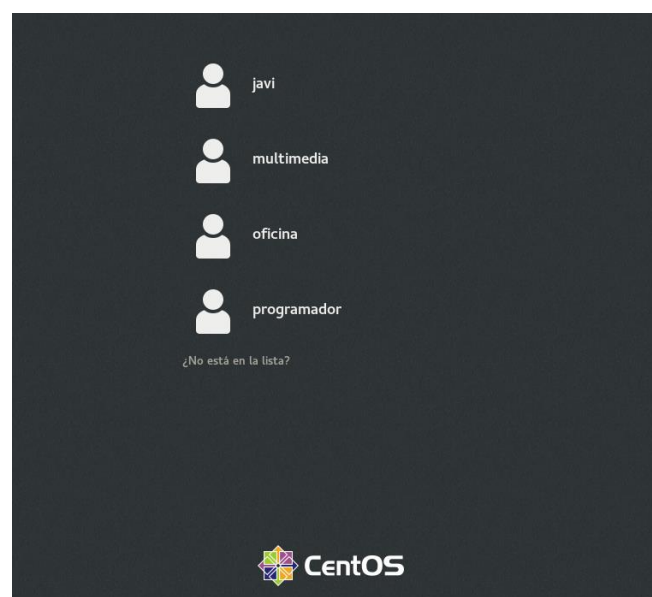 javi
multimedia
oficina
programador
¿No está en la lista?
CentOS